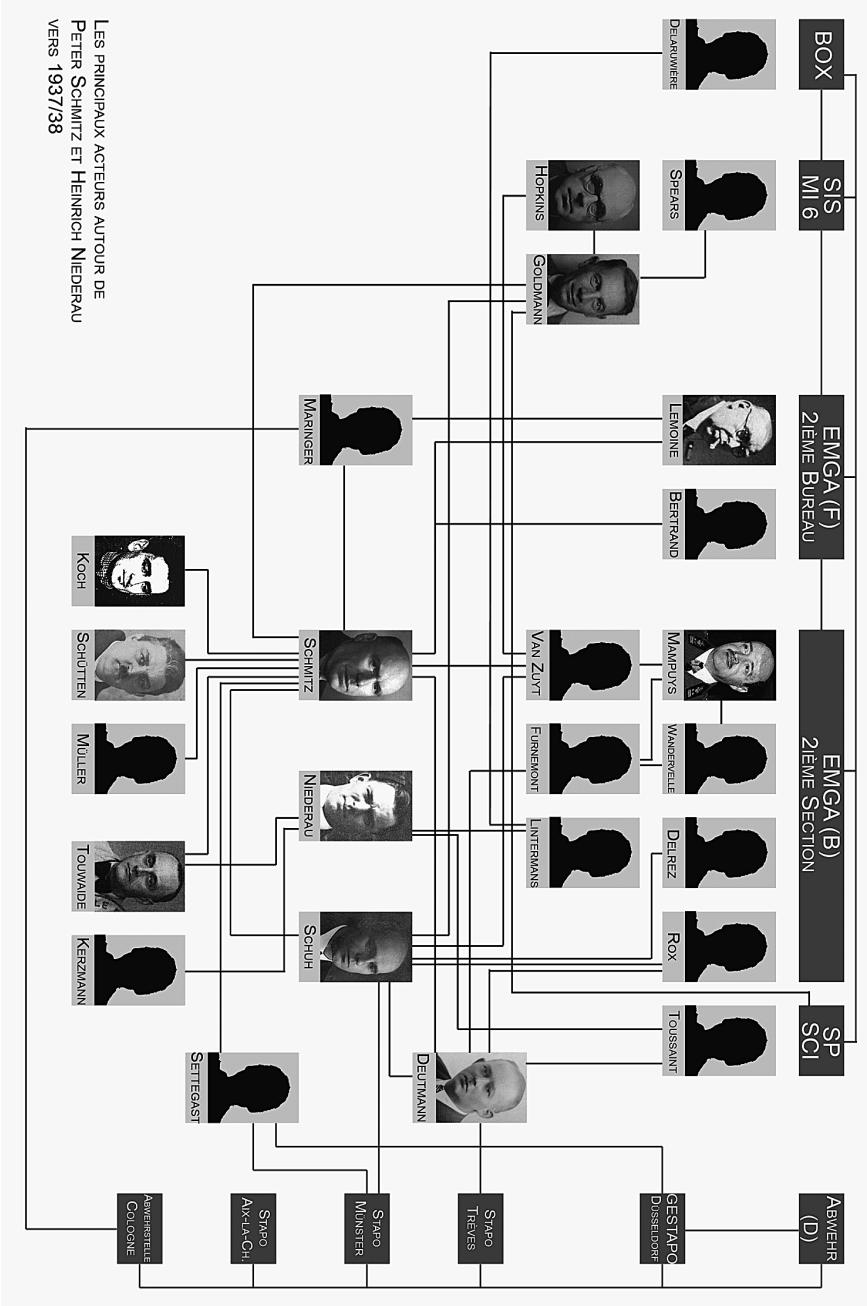 BOX
SIS
MI 6
EMGA (F)
2IÈME BUREAU
EMGA (B)
2IÈME SECTION
SP
SCI
DELARUWIÈRE
SPEARS
LEMOINE
BERTRAND
MAMPUYS
WANDERVELLE
DELREZ
ROX
TOUSSAINT
HOPKINS
GOLDMANN
VAN ZUYT
FURNEMONT
LINTERMANS
DEUTMANN
MARINGER
SCHMITZ
NIEDERAU
SCHUH
SETTEGAST
KOCH
SCHÜTTEN
MÜLLER
TOUWAIDE
KERZMANN
ABWEHR
(D)
GESTAPO
DÜSSELDORF
STAPO
TRÈVES
STAPO
MÜNSTER
STAPO
AIX-LA-CH.
ABWEHRSTELLE
COLOGNE
LES PRINCIPAUX ACTEURS AUTOUR DE
PETER SCHMITZ ET HEINRICH NIEDERAU
VERS 1937/38